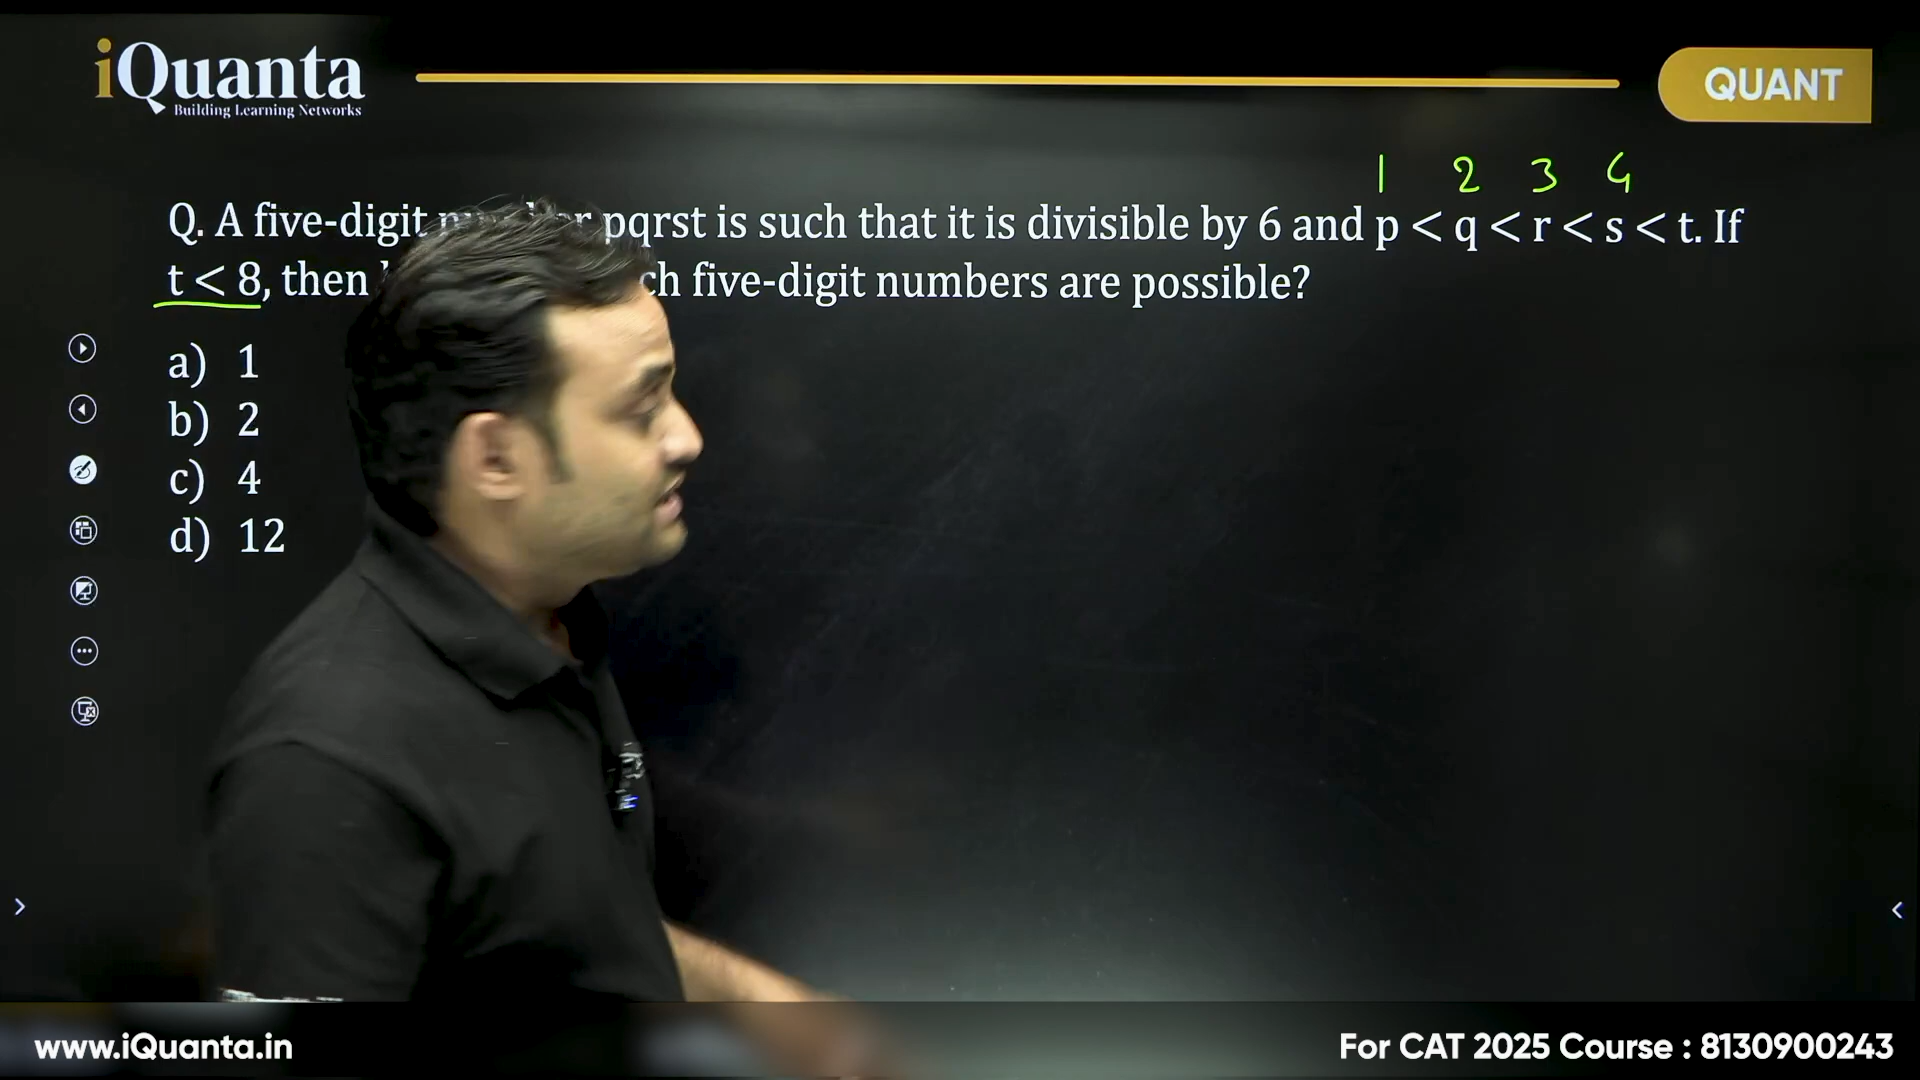 iQuanta
Building Learning Networks
QUANT
1 2 3 4
Q. A five-digit pqrst is such that it is divisible by 6 and p < q < r < s < t. If
t < 8, then five-digit numbers are possible?
a) 1
b) 2
c) 4
d) 12
www.iQuanta.in
For CAT 2025 Course : 8130900243